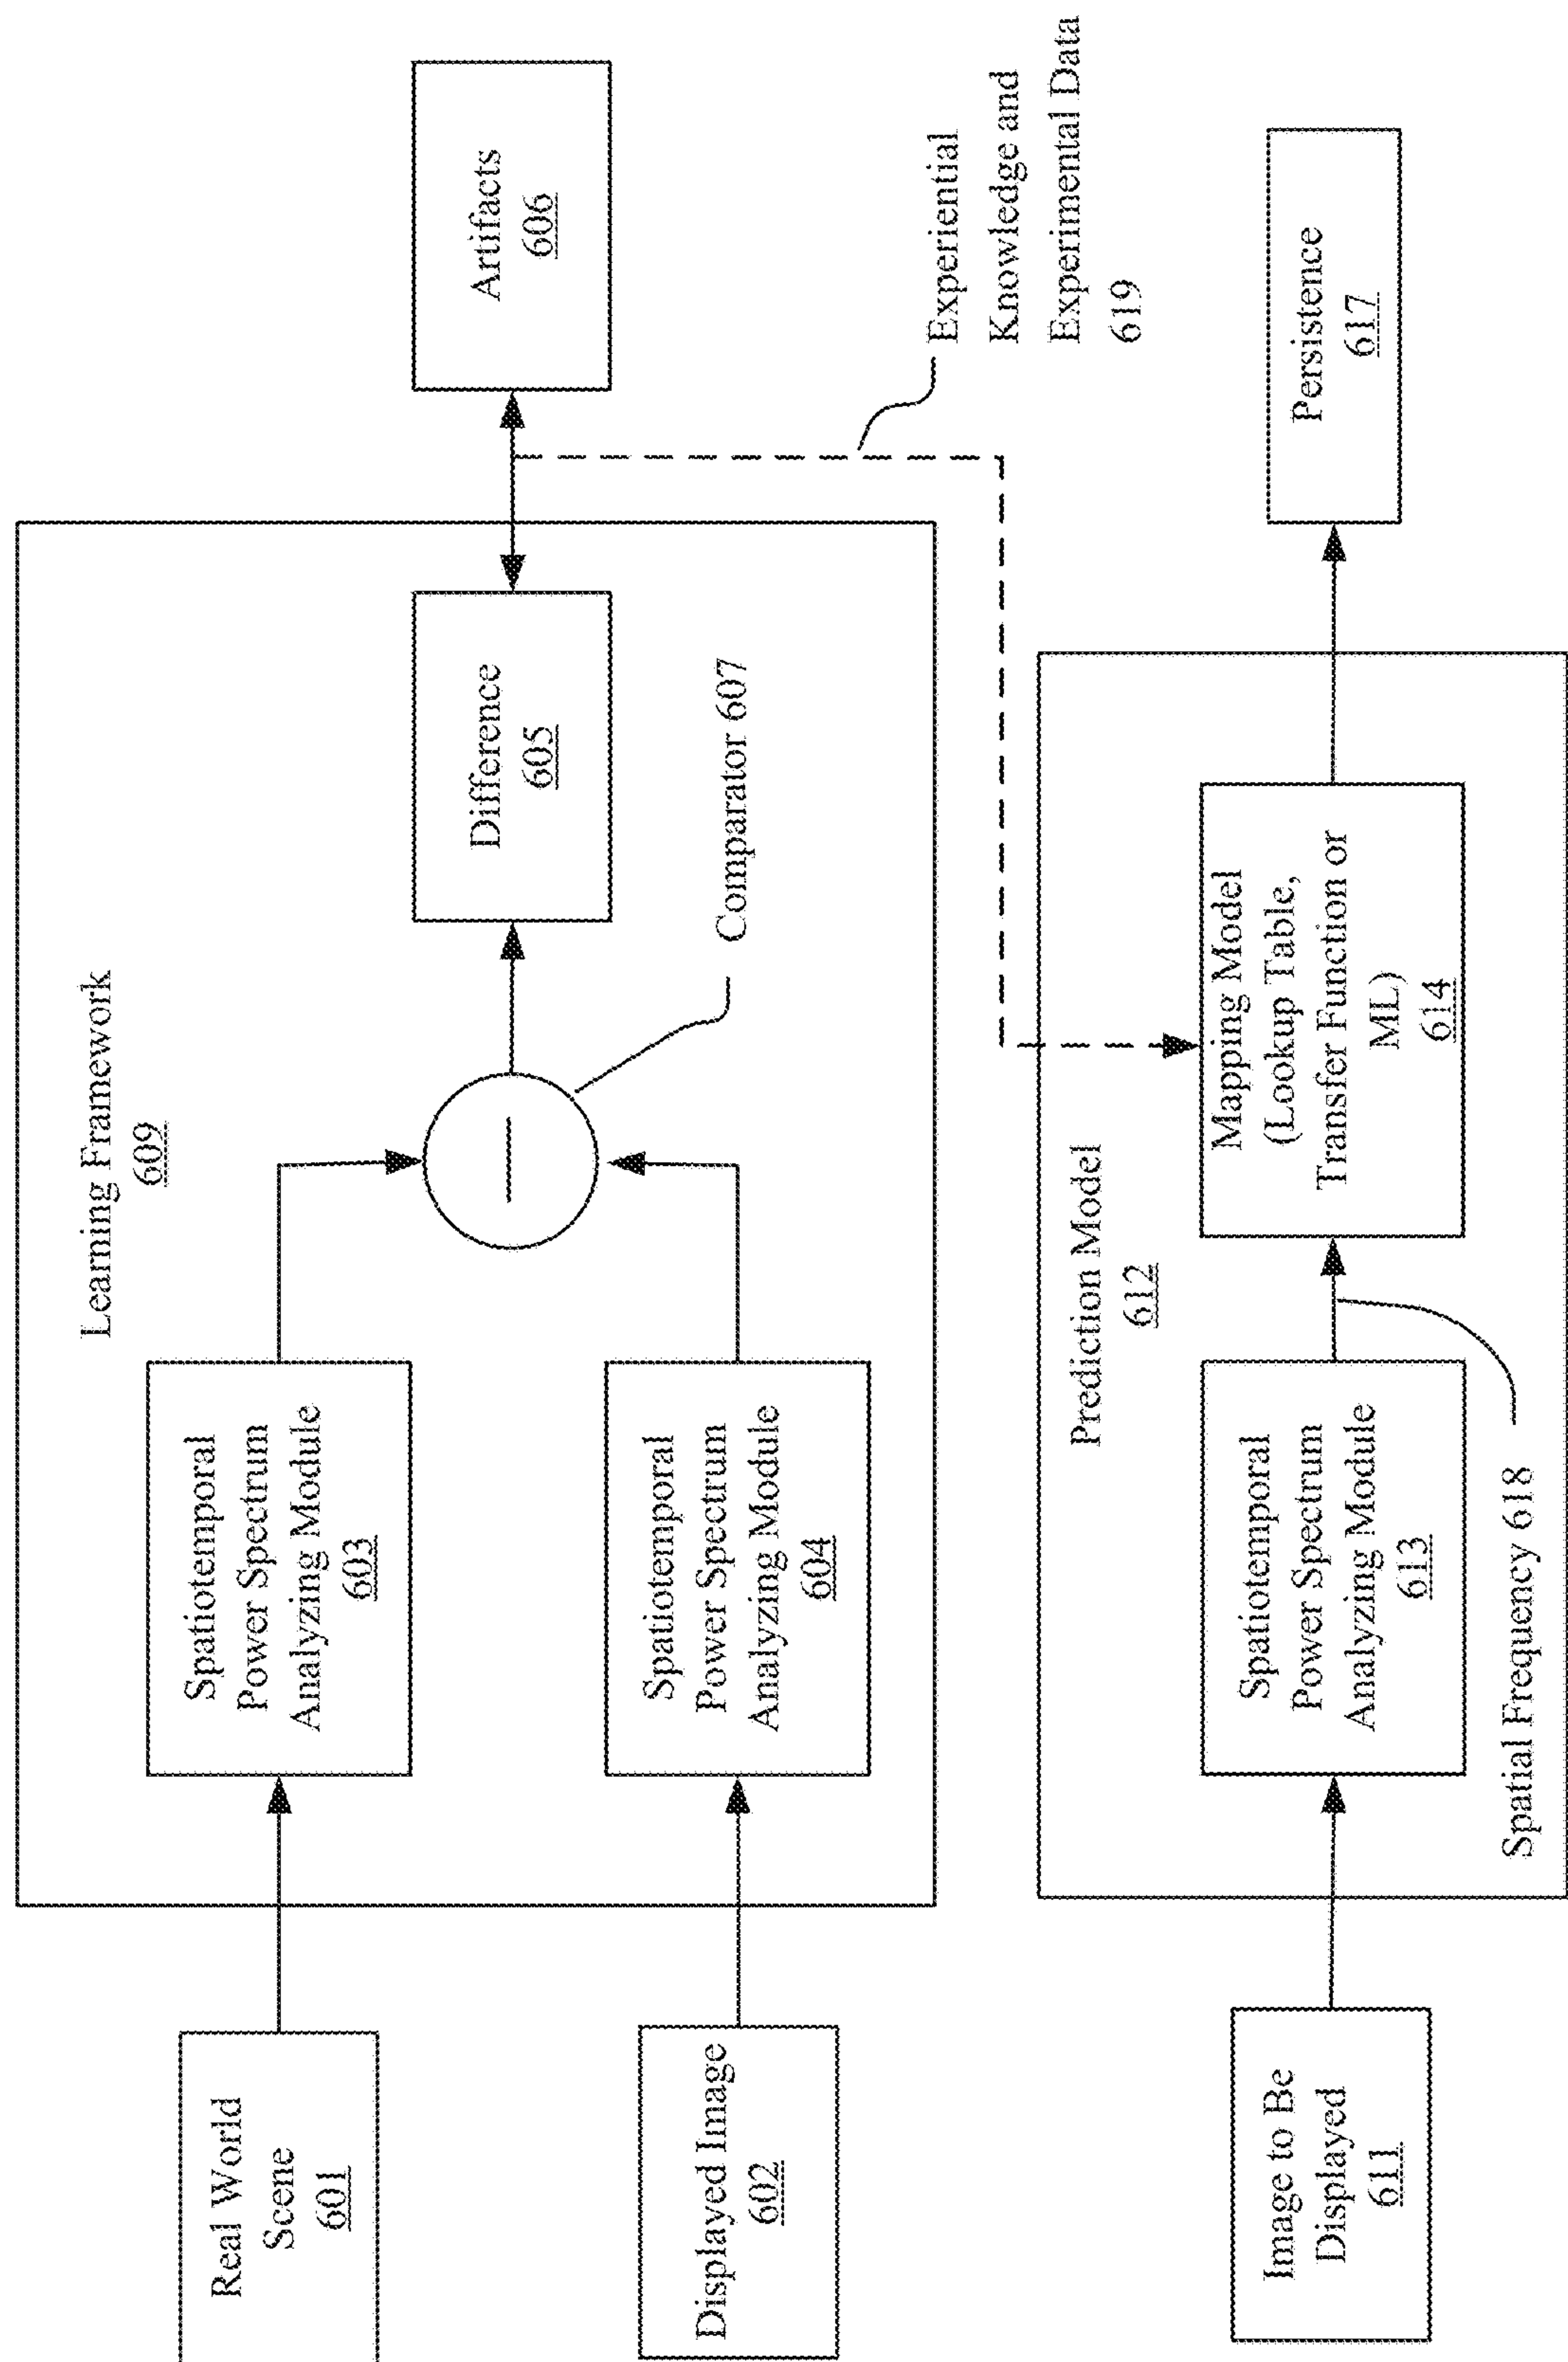 Learning Framework
609
Real World
Scene
601
Spatiotemporal
Power Spectrum
Analyzing Module
603
Displayed Image
602
Spatiotemporal
Power Spectrum
Analyzing Module
604
Comparator 607
Difference
605
Artifacts
606
Experiential
Knowledge and
Experimental Data
619
Prediction Model
612
Image to Be
Displayed
611
Spatiotemporal
Power Spectrum
Analyzing Module
613
Spatial Frequency 618
Mapping Model
(Lookup Table,
Transfer Function or
ML)
614
Persistence
617